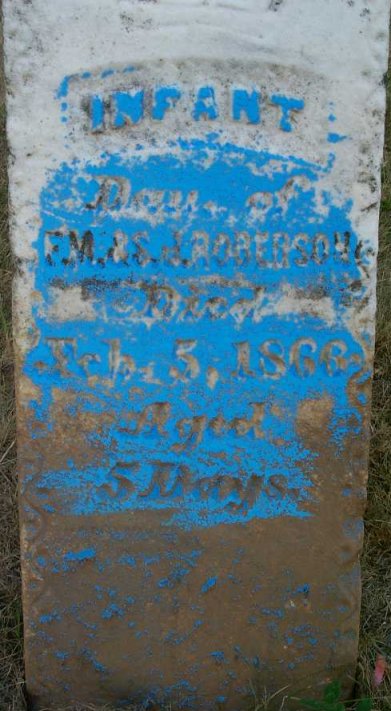 INFANT
Dau. of
F.M. & S.J. ROBERSON
Died
Feb. 5, 1866
Aged
5 Days.